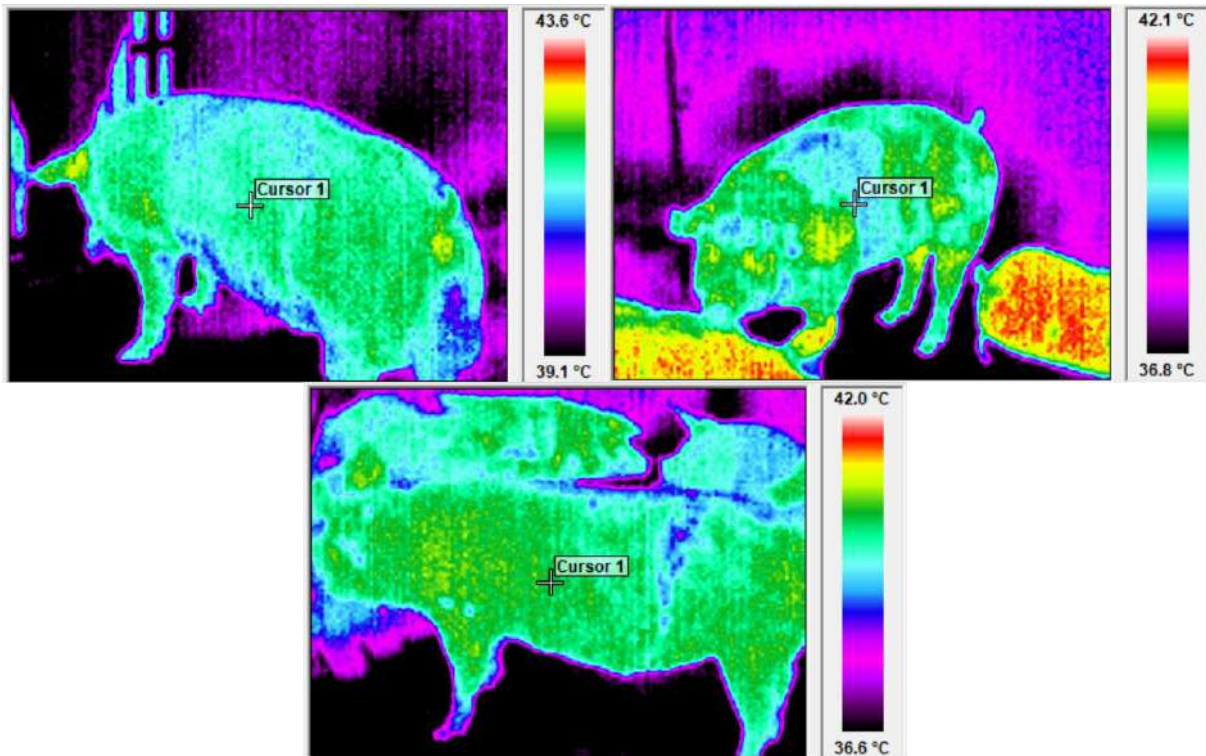 43.6 °C
Cursor 1
39.1 °C
42.1 °C
Cursor 1
36.8 °C
42.0 °C
Cursor 1
36.6 °C